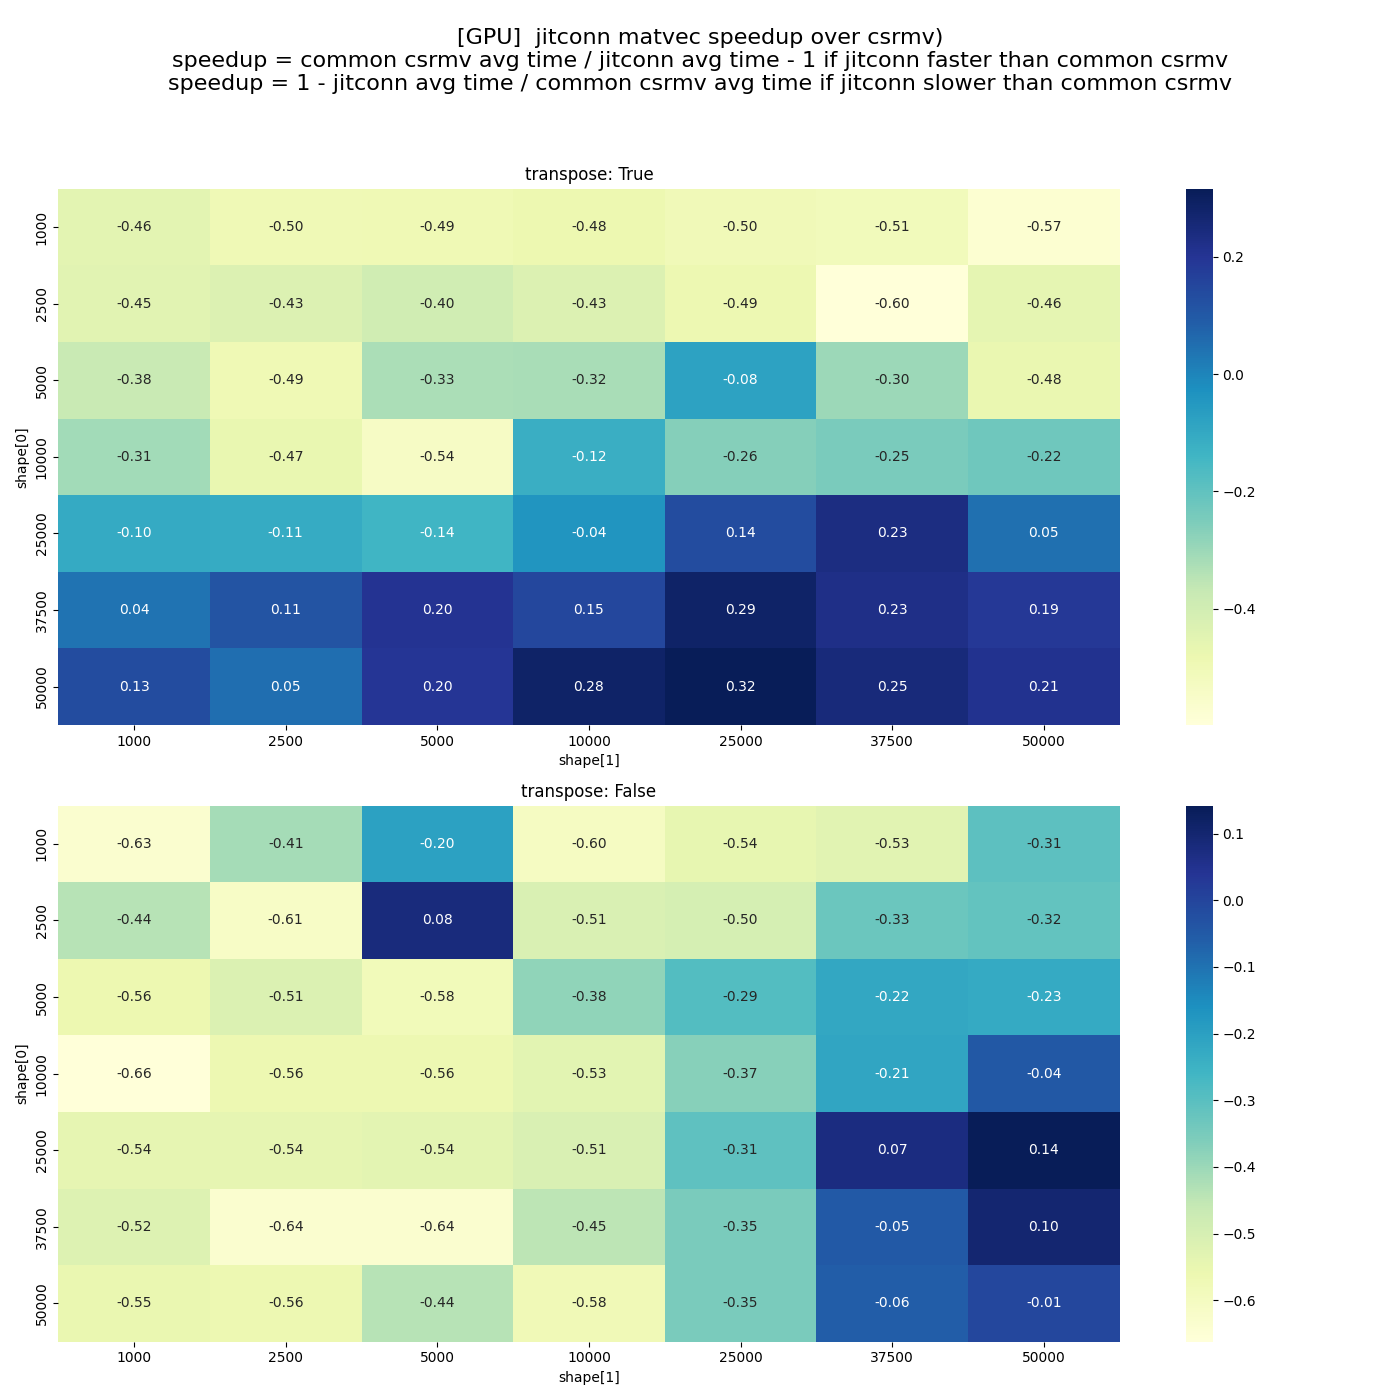 [GPU]  jitconn matvec speedup over csrmv)
speedup = common csrmv avg time / jitconn avg time - 1 if jitconn faster than common csrmv
speedup = 1 - jitconn avg time / common csrmv avg time if jitconn slower than common csrmv
transpose: True
shape[0]
1000 -0.46 -0.50 -0.49 -0.48 -0.50 -0.51 -0.57
2500 -0.45 -0.43 -0.40 -0.43 -0.49 -0.60 -0.46
5000 -0.38 -0.49 -0.33 -0.32 -0.08 -0.30 -0.48
10000 -0.31 -0.47 -0.54 -0.12 -0.26 -0.25 -0.22
25000 -0.10 -0.11 -0.14 -0.04 0.14 0.23 0.05
37500 0.04 0.11 0.20 0.15 0.29 0.23 0.19
50000 0.13 0.05 0.20 0.28 0.32 0.25 0.21
1000 2500 5000 10000 25000 37500 50000
shape[1]
0.2
0.0
−0.2
−0.4
transpose: False
shape[0]
1000 -0.63 -0.41 -0.20 -0.60 -0.54 -0.53 -0.31
2500 -0.44 -0.61 0.08 -0.51 -0.50 -0.33 -0.32
5000 -0.56 -0.51 -0.58 -0.38 -0.29 -0.22 -0.23
10000 -0.66 -0.56 -0.56 -0.53 -0.37 -0.21 -0.04
25000 -0.54 -0.54 -0.54 -0.51 -0.31 0.07 0.14
37500 -0.52 -0.64 -0.64 -0.45 -0.35 -0.05 0.10
50000 -0.55 -0.56 -0.44 -0.58 -0.35 -0.06 -0.01
1000 2500 5000 10000 25000 37500 50000
shape[1]
0.1
0.0
−0.1
−0.2
−0.3
−0.4
−0.5
−0.6